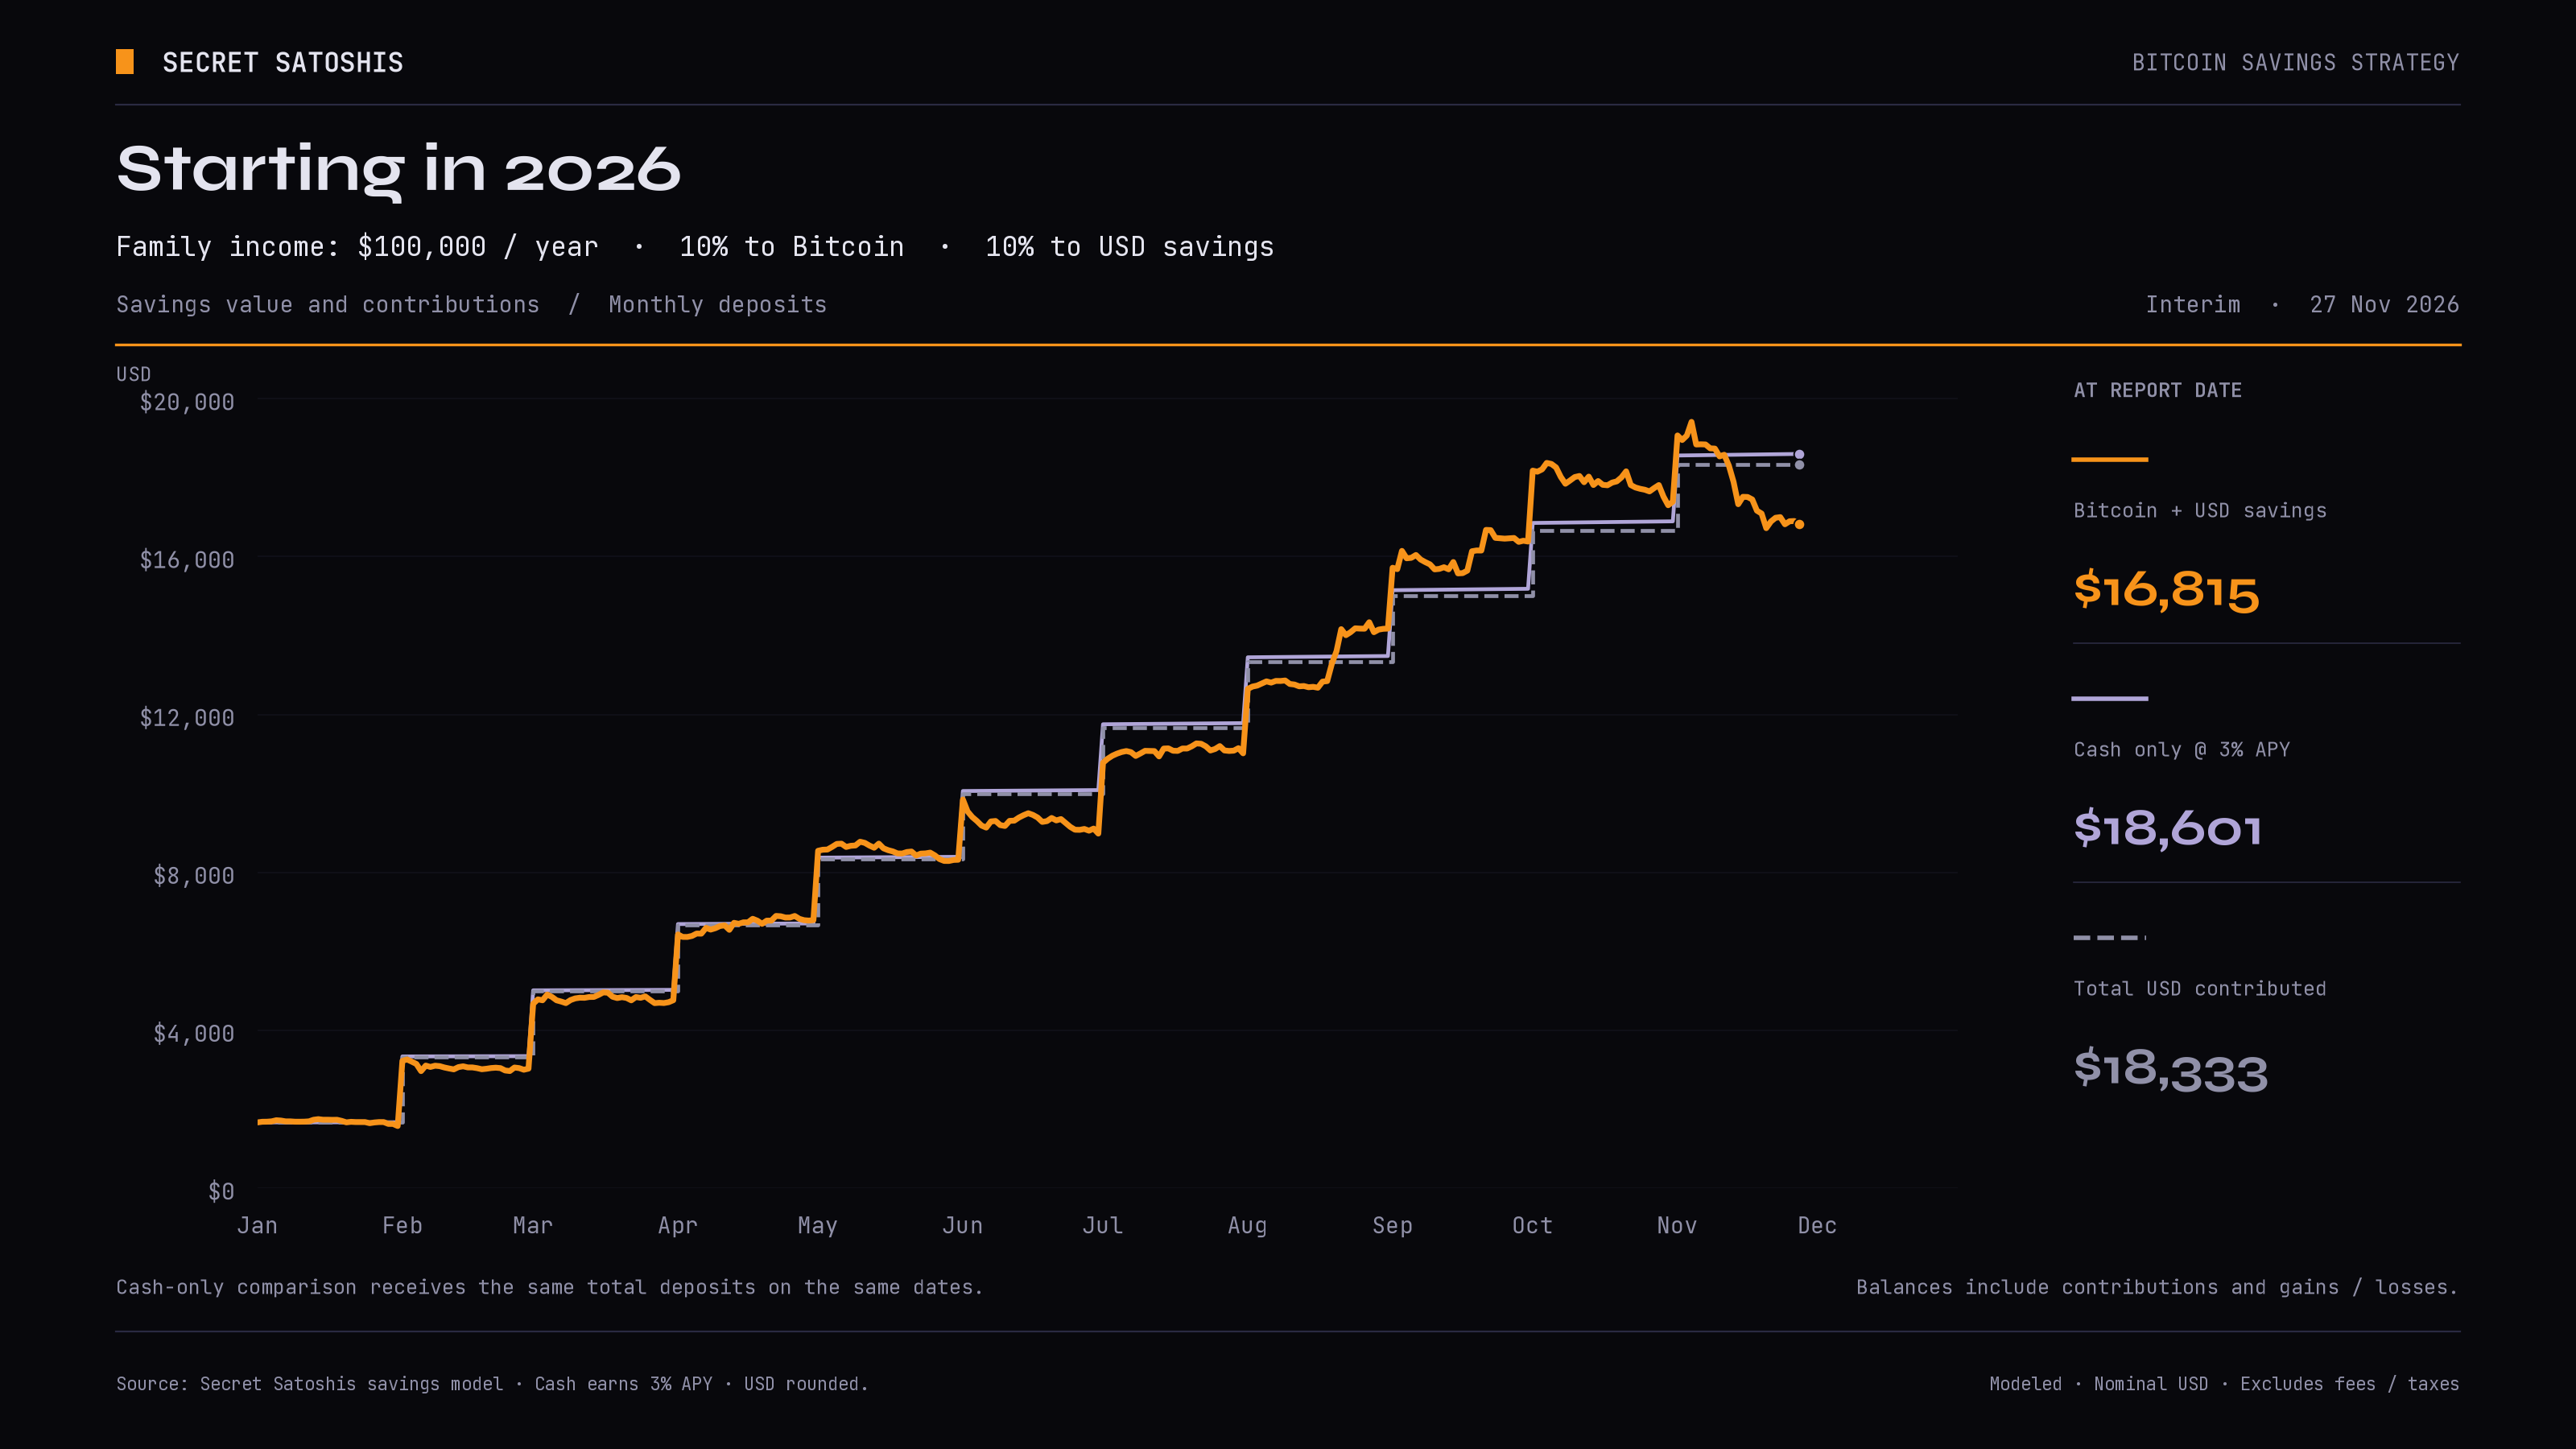 SECRET SATOSHIS
BITCOIN SAVINGS STRATEGY
Starting in 2026
Family income: $100,000 / year · 10% to Bitcoin · 10% to USD savings
Savings value and contributions / Monthly deposits
Interim · 27 Nov 2026
USD
$20,000
$16,000
$12,000
$8,000
$4,000
$0
Jan Feb Mar Apr May Jun Jul Aug Sep Oct Nov Dec
AT REPORT DATE
Bitcoin + USD savings
$16,815
Cash only @ 3% APY
$18,601
Total USD contributed
$18,333
Cash-only comparison receives the same total deposits on the same dates.
Balances include contributions and gains / losses.
Source: Secret Satoshis savings model · Cash earns 3% APY · USD rounded.
Modeled · Nominal USD · Excludes fees / taxes